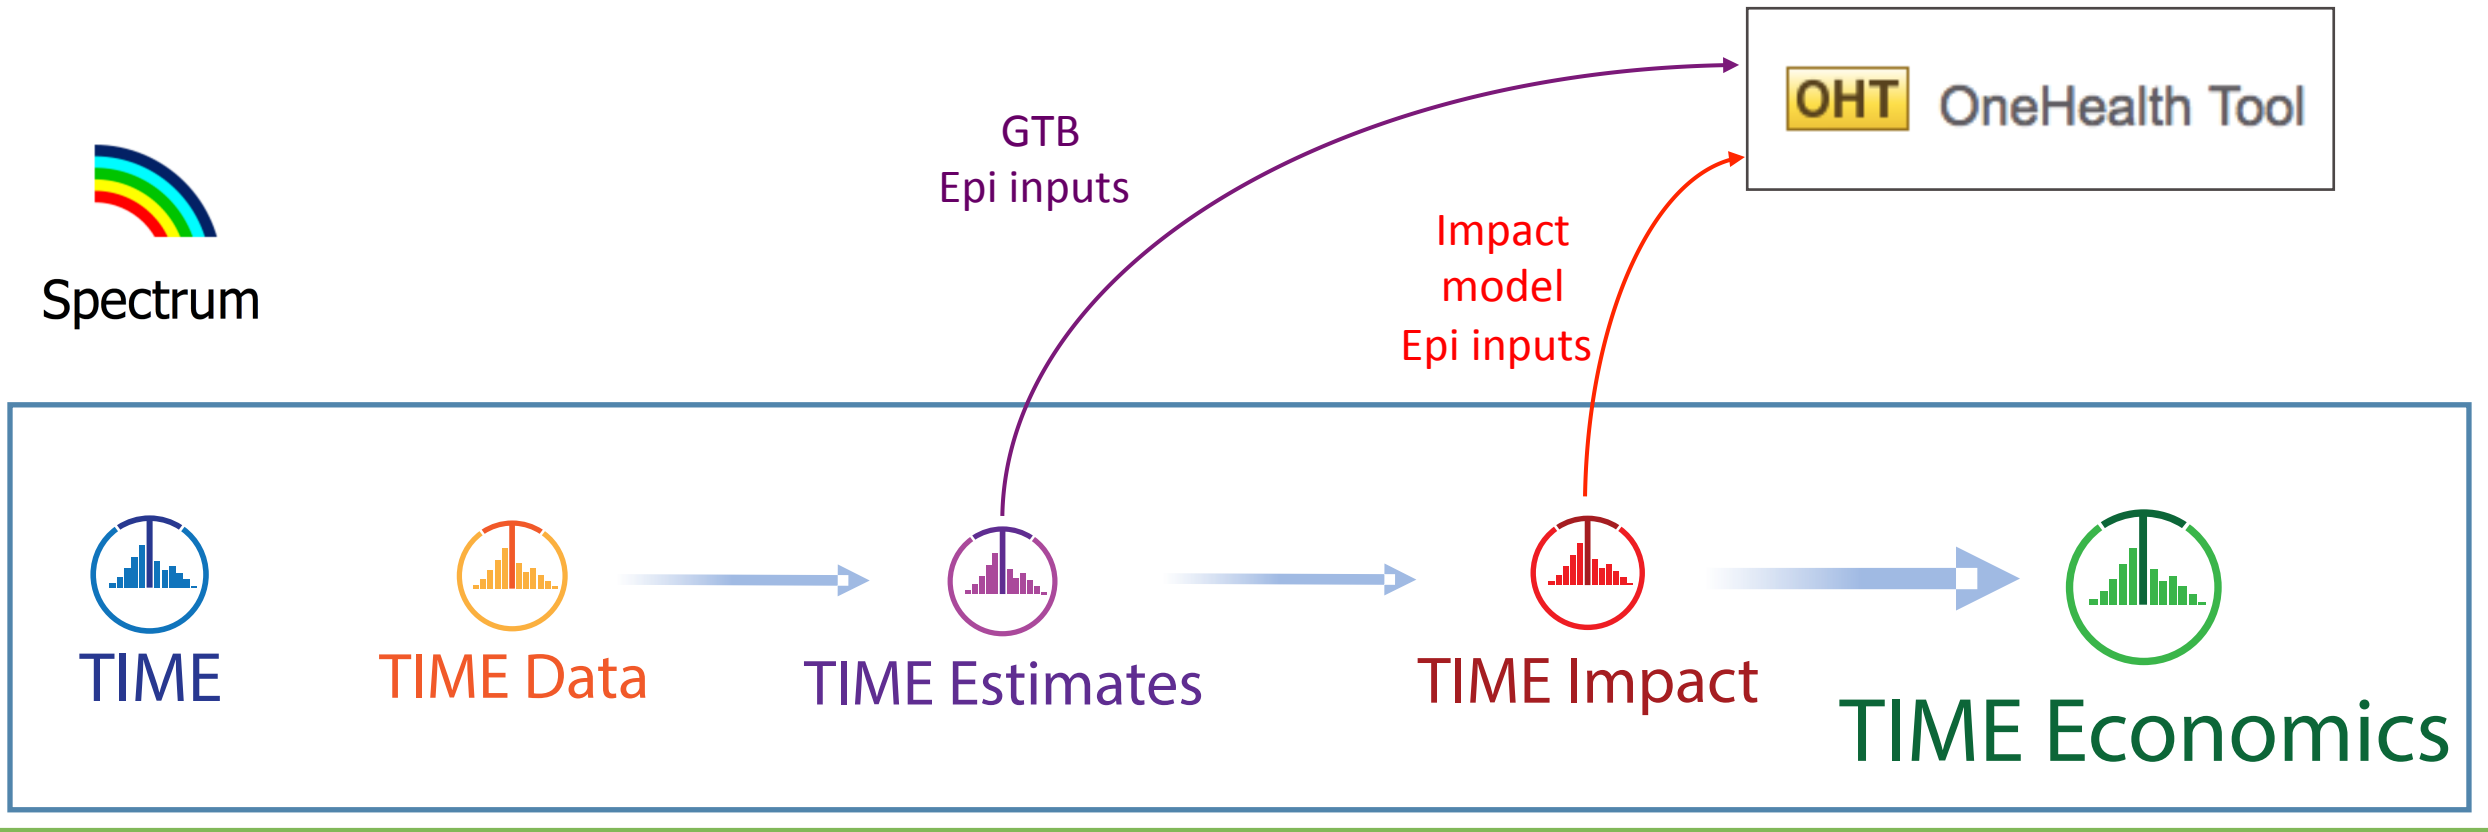 OHT OneHealth Tool
GTB
Epi inputs
Impact
model
Epi inputs
Spectrum
TIME
TIME Data
TIME Estimates
TIME Impact
TIME Economics